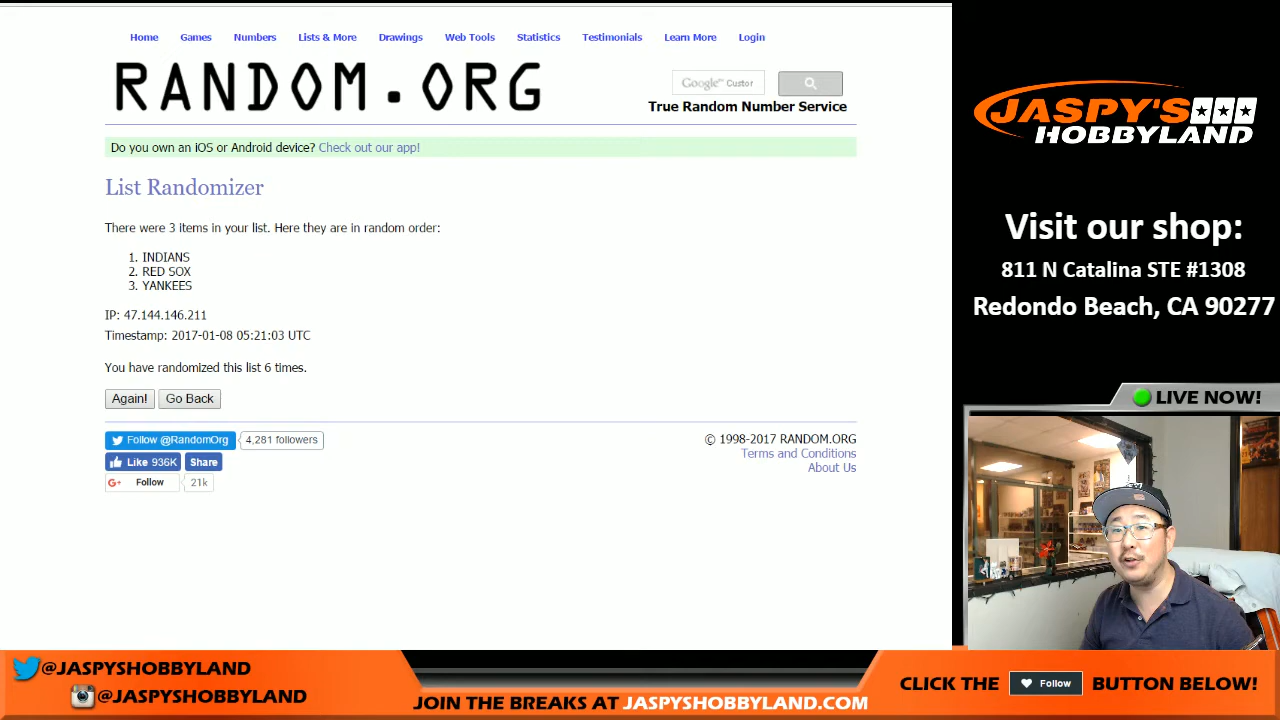 Home Games Numbers Lists & More Drawings Web Tools Statistics Testimonials Learn More Login
RANDOM.ORG
Google™ Custor
True Random Number Service
Do you own an iOS or Android device? Check out our app!
List Randomizer
There were 3 items in your list. Here they are in random order:
1. INDIANS
2. RED SOX
3. YANKEES
IP: 47.144.146.211
Timestamp: 2017-01-08 05:21:03 UTC
You have randomized this list 6 times.
Again! Go Back
Follow @RandomOrg 4,281 followers
Like 936K Share
G+ Follow 21k
© 1998-2017 RANDOM.ORG
Terms and Conditions
About Us
JASPY'S
HOBBYLAND
Visit our shop:
811 N Catalina STE #1308
Redondo Beach, CA 90277
LIVE NOW!
@JASPYSHOBBYLAND
@JASPYSHOBBYLAND
JOIN THE BREAKS AT JASPYSHOBBYLAND.COM
CLICK THE Follow BUTTON BELOW!